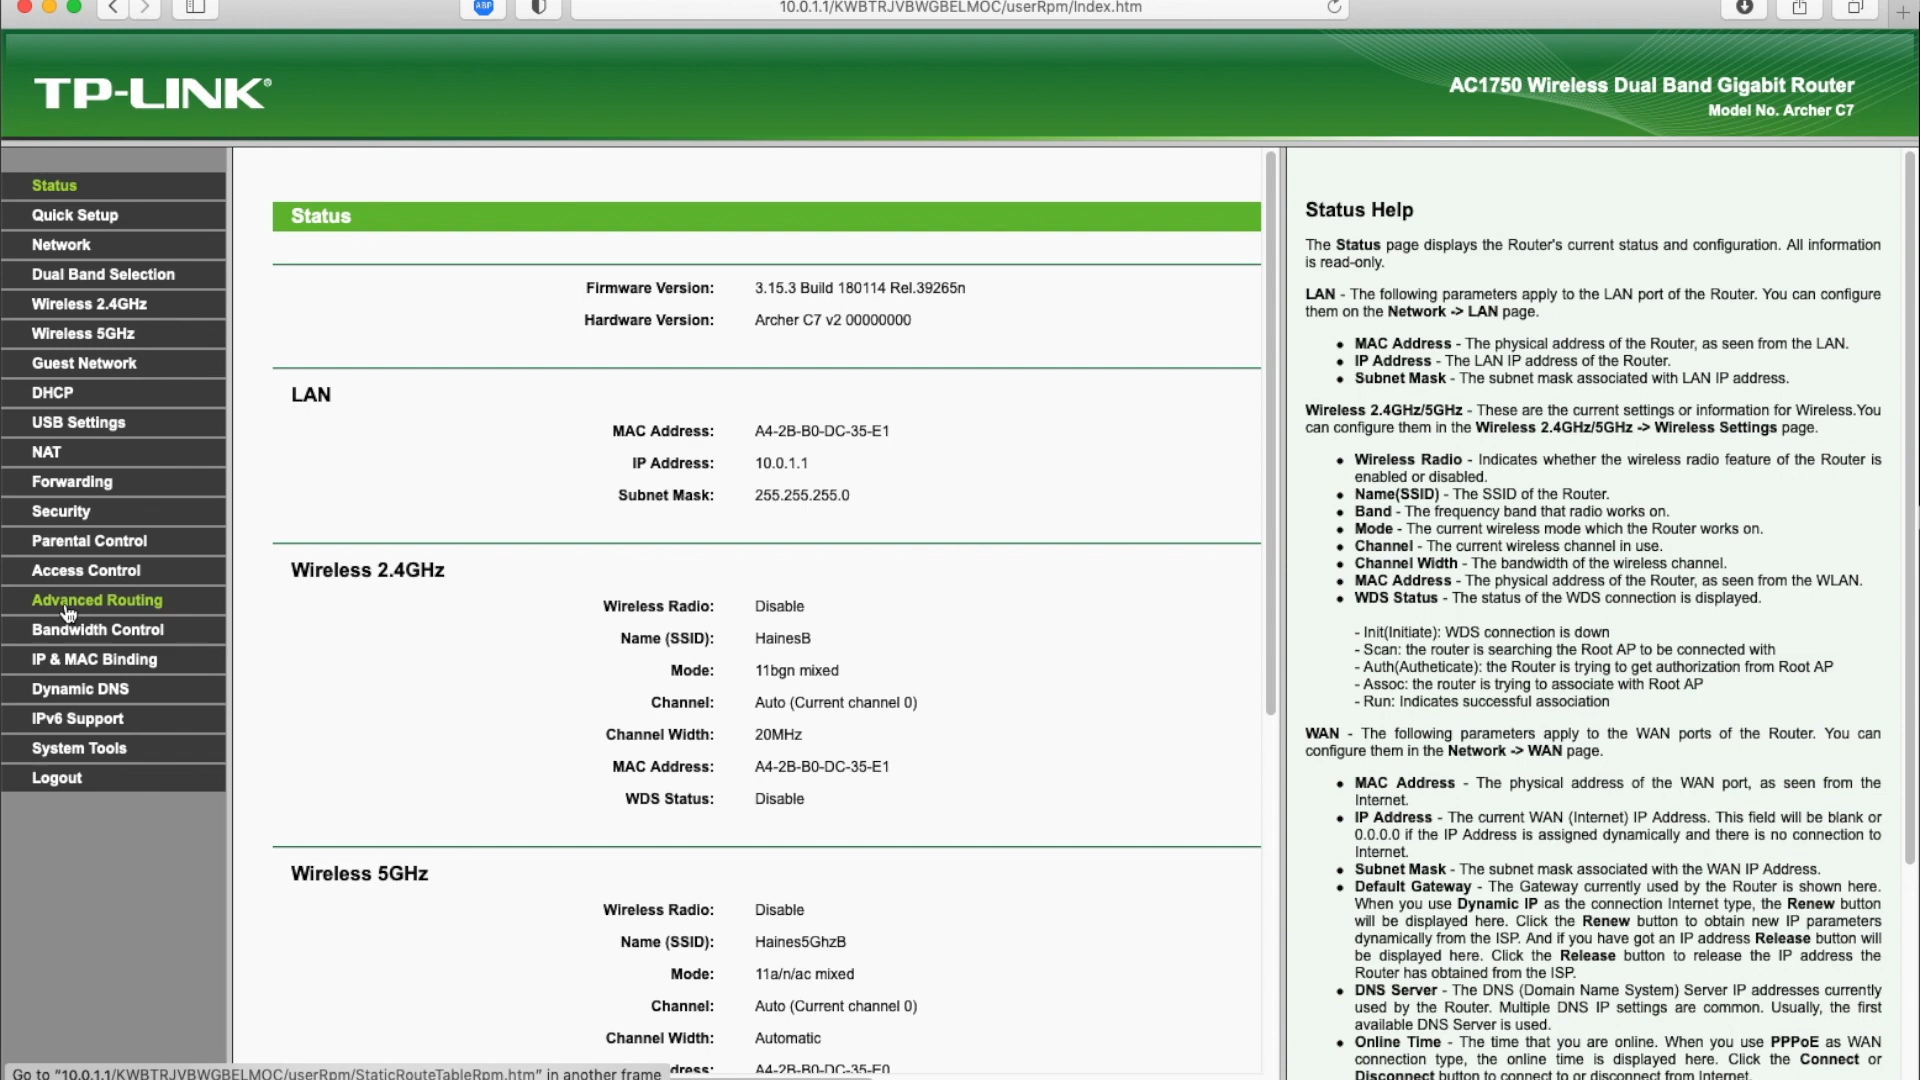 ABP
10.0.1.1/KWBTRJVBWGBELMOC/userRpm/Index.htm
TP-LINK®
AC1750 Wireless Dual Band Gigabit Router
Model No. Archer C7
Status
Quick Setup
Network
Dual Band Selection
Wireless 2.4GHz
Wireless 5GHz
Guest Network
DHCP
USB Settings
NAT
Forwarding
Security
Parental Control
Access Control
Advanced Routing
Bandwidth Control
IP & MAC Binding
Dynamic DNS
IPv6 Support
System Tools
Logout
Status
Firmware Version: 3.15.3 Build 180114 Rel.39265n
Hardware Version: Archer C7 v2 00000000
LAN
MAC Address: A4-2B-B0-DC-35-E1
IP Address: 10.0.1.1
Subnet Mask: 255.255.255.0
Wireless 2.4GHz
Wireless Radio: Disable
Name (SSID): HainesB
Mode: 11bgn mixed
Channel: Auto (Current channel 0)
Channel Width: 20MHz
MAC Address: A4-2B-B0-DC-35-E1
WDS Status: Disable
Wireless 5GHz
Wireless Radio: Disable
Name (SSID): Haines5GhzB
Mode: 11a/n/ac mixed
Channel: Auto (Current channel 0)
Channel Width: Automatic
dress: A4-2B-B0-DC-35-E0
Status Help
The Status page displays the Router's current status and configuration. All information
is read-only.
LAN - The following parameters apply to the LAN port of the Router. You can configure
them on the Network -> LAN page.
• MAC Address - The physical address of the Router, as seen from the LAN.
• IP Address - The LAN IP address of the Router.
• Subnet Mask - The subnet mask associated with LAN IP address.
Wireless 2.4GHz/5GHz - These are the current settings or information for Wireless.You
can configure them in the Wireless 2.4GHz/5GHz -> Wireless Settings page.
• Wireless Radio - Indicates whether the wireless radio feature of the Router is
enabled or disabled.
• Name(SSID) - The SSID of the Router.
• Band - The frequency band that radio works on.
• Mode - The current wireless mode which the Router works on.
• Channel - The current wireless channel in use.
• Channel Width - The bandwidth of the wireless channel.
• MAC Address - The physical address of the Router, as seen from the WLAN.
• WDS Status - The status of the WDS connection is displayed.
- Init(Initiate): WDS connection is down
- Scan: the router is searching the Root AP to be connected with
- Auth(Autheticate): the Router is trying to get authorization from Root AP
- Assoc: the router is trying to associate with Root AP
- Run: Indicates successful association
WAN - The following parameters apply to the WAN ports of the Router. You can
configure them in the Network -> WAN page.
• MAC Address - The physical address of the WAN port, as seen from the
Internet.
• IP Address - The current WAN (Internet) IP Address. This field will be blank or
0.0.0.0 if the IP Address is assigned dynamically and there is no connection to
Internet.
• Subnet Mask - The subnet mask associated with the WAN IP Address.
• Default Gateway - The Gateway currently used by the Router is shown here.
When you use Dynamic IP as the connection Internet type, the Renew button
will be displayed here. Click the Renew button to obtain new IP parameters
dynamically from the ISP. And if you have got an IP address Release button will
be displayed here. Click the Release button to release the IP address the
Router has obtained from the ISP.
• DNS Server - The DNS (Domain Name System) Server IP addresses currently
used by the Router. Multiple DNS IP settings are common. Usually, the first
available DNS Server is used.
• Online Time - The time that you are online. When you use PPPoE as WAN
connection type, the online time is displayed here. Click the Connect or
Disconnect button to connect to or disconnect from Internet.
Go to "10.0.1.1/KWBTRJVBWGBELMOC/userRpm/StaticRouteTableRpm.htm" in another frame